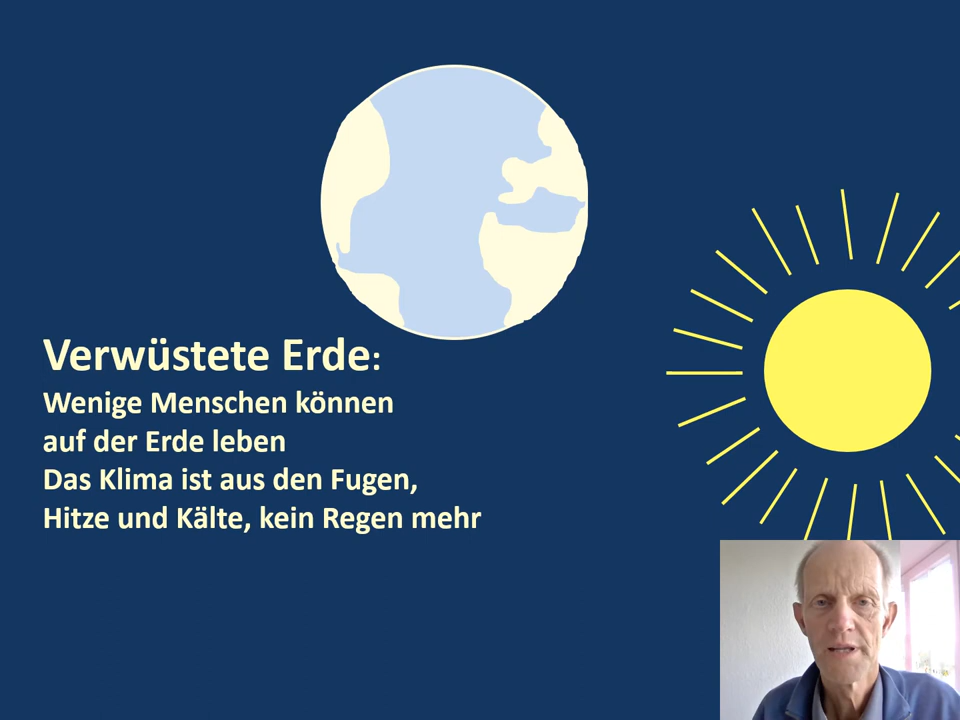 Verwüstete Erde:
Wenige Menschen können
auf der Erde leben
Das Klima ist aus den Fugen,
Hitze und Kälte, kein Regen mehr